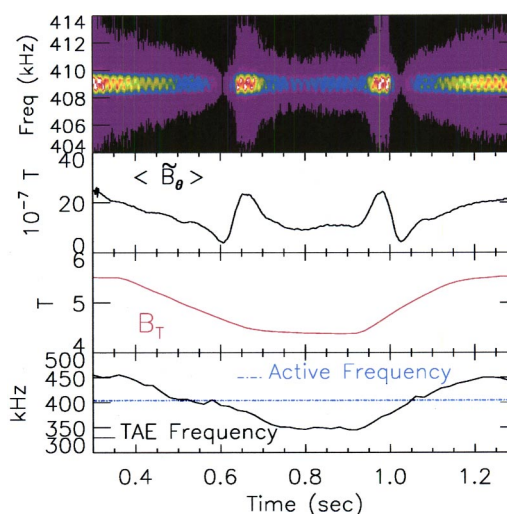 414
412
410
408
406
404
Freq (kHz)
40
20
0
10⁻⁷ T
< B̃_θ >
6
5
4
T
B_T
500
450
400
350
300
kHz
Active Frequency
TAE Frequency
0.4 0.6 0.8 1.0 1.2
Time (sec)